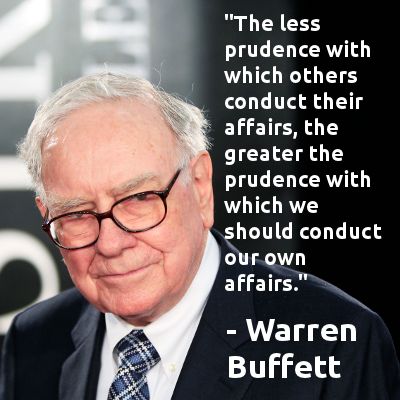 "The less
prudence with
which others
conduct their
affairs, the
greater the
prudence with
which we
should conduct
our own
affairs."
- Warren
Buffett